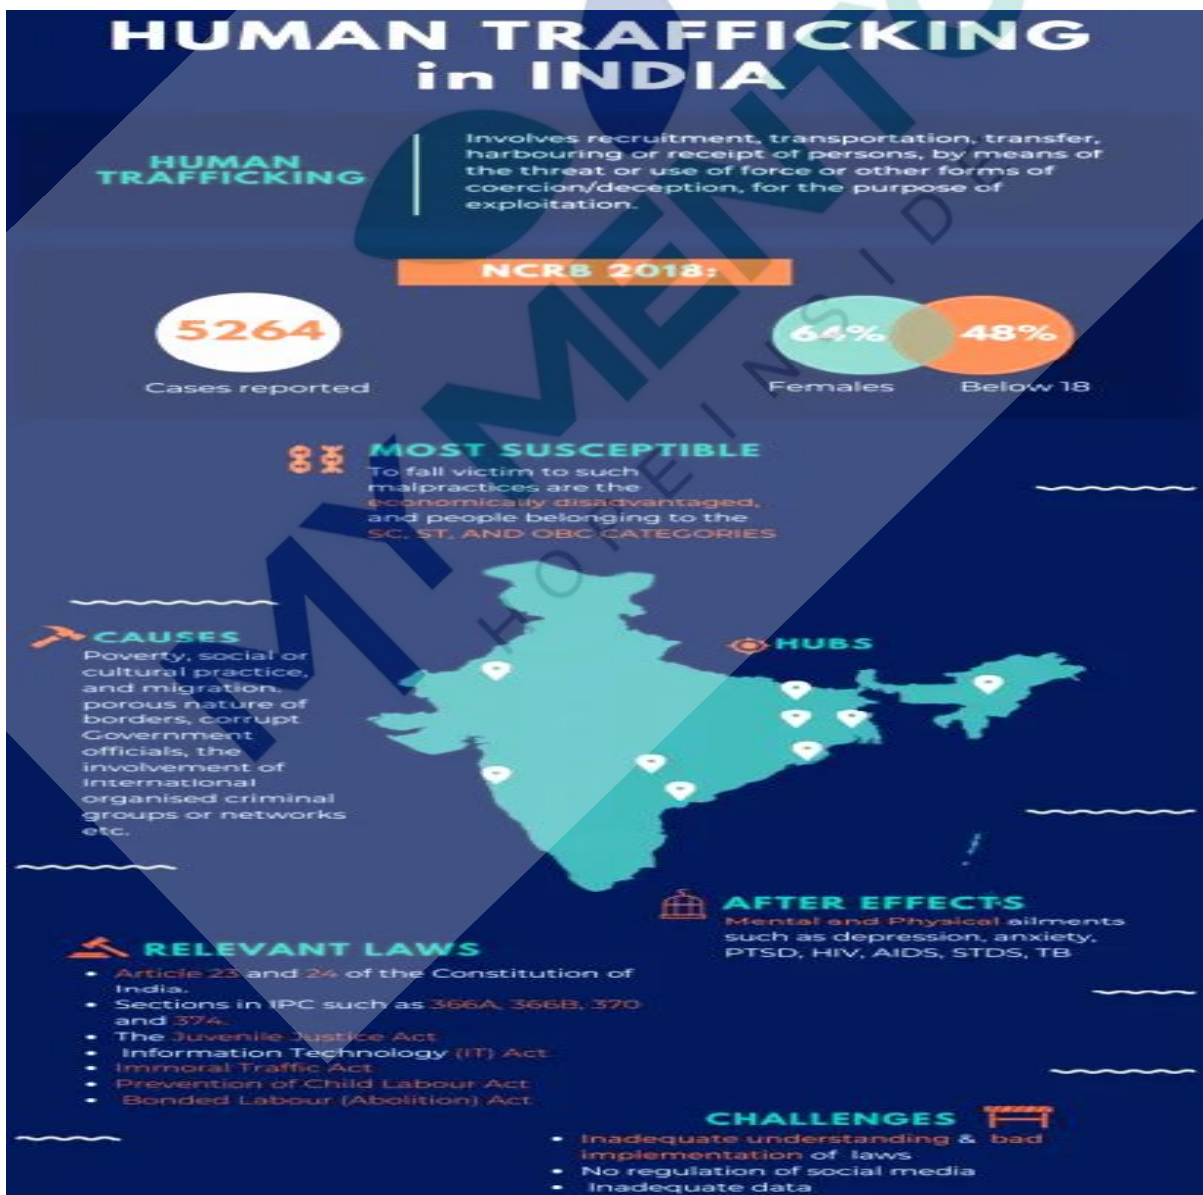 HUMAN TRAFFICKING
in INDIA
HUMAN
TRAFFICKING
Involves recruitment, transportation, transfer,
harbouring or receipt of persons, by means of
the threat or use of force or other forms of
coercion/deception, for the purpose of
exploitation.
NCRB 2018:
5264
Cases reported
64%
48%
Females
Below 18
MOST SUSCEPTIBLE
To fall victim to such
malpractices are the
economically disadvantaged,
and people belonging to the
SC, ST, AND OBC CATEGORIES
CAUSES
Poverty, social or
cultural practice,
and migration.
porous nature of
borders, corrupt
Government
officials, the
involvement of
International
organised criminal
groups or networks
etc.
HUBS
AFTER EFFECTS
Mental and Physical ailments
such as depression, anxiety,
PTSD, HIV, AIDS, STDS, TB
RELEVANT LAWS
• Article 23 and 24 of the Constitution of
India.
• Sections in IPC such as 366A, 366B, 370
and 374.
• The Juvenile Justice Act
• Information Technology (IT) Act
• Immoral Traffic Act
• Prevention of Child Labour Act
• Bonded Labour (Abolition) Act
CHALLENGES
• Inadequate understanding & bad
implementation of laws
• No regulation of social media
• Inadequate data
MY MENTO
HOPE INSID